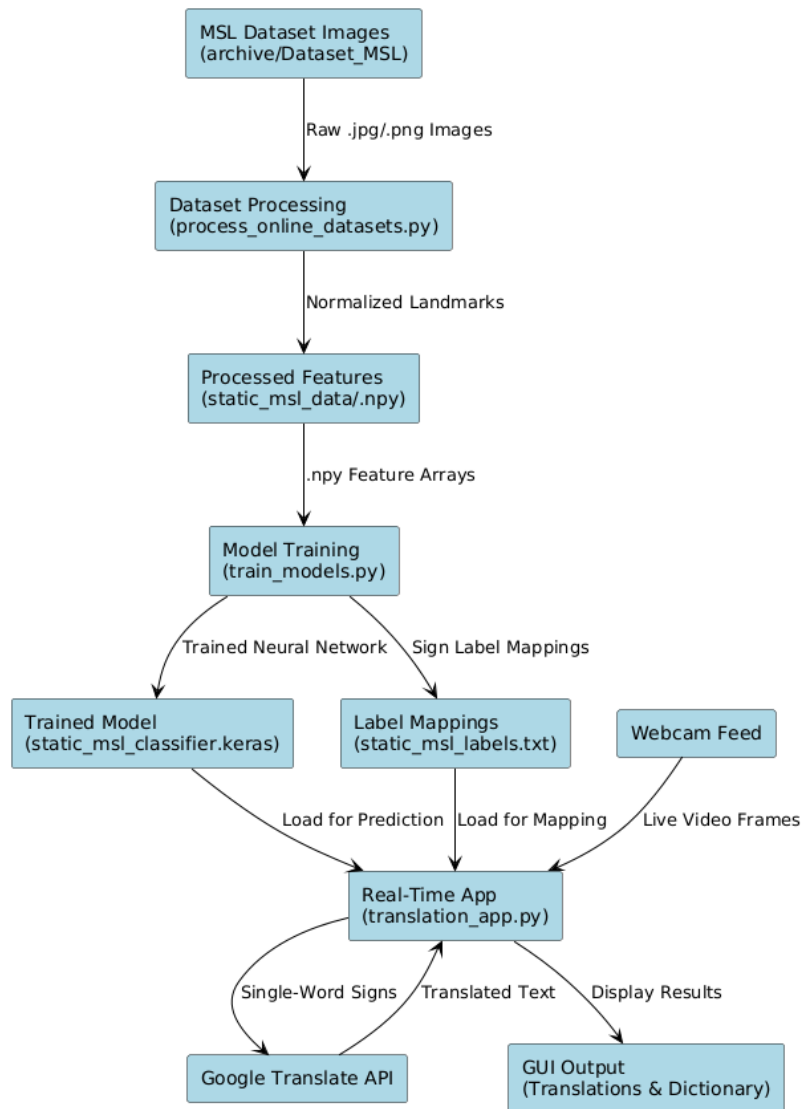 MSL Dataset Images
(archive/Dataset_MSL)
Raw .jpg/.png Images
Dataset Processing
(process_online_datasets.py)
Normalized Landmarks
Processed Features
(static_msl_data/.npy)
.npy Feature Arrays
Model Training
(train_models.py)
Trained Neural Network
Sign Label Mappings
Trained Model
(static_msl_classifier.keras)
Label Mappings
(static_msl_labels.txt)
Webcam Feed
Load for Prediction
Load for Mapping
Live Video Frames
Real-Time App
(translation_app.py)
Single-Word Signs
Translated Text
Display Results
Google Translate API
GUI Output
(Translations & Dictionary)